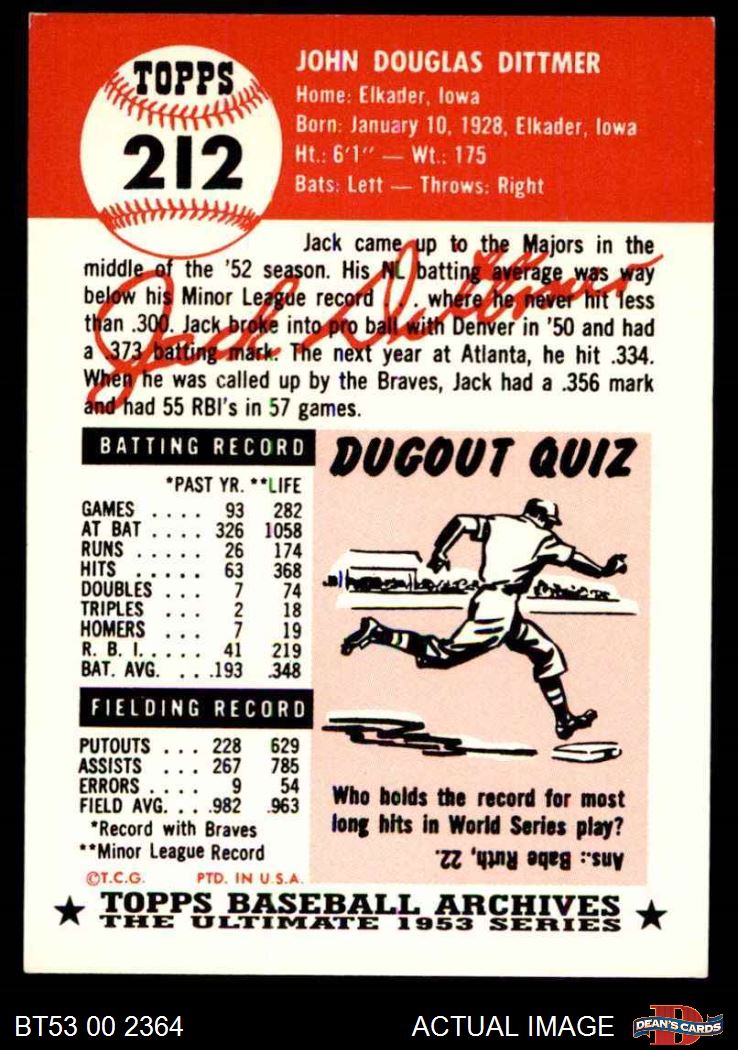 TOPPS
212
JOHN DOUGLAS DITTMER
Home: Elkader, Iowa
Born: January 10, 1928, Elkader, Iowa
Ht.: 6'1" — Wt.: 175
Bats: Left — Throws: Right
Jack came up to the Majors in the
middle of the '52 season. His NL batting average was way
below his Minor League record . . . where he never hit less
than .300. Jack broke into pro ball with Denver in '50 and had
a .373 batting mark. The next year at Atlanta, he hit .334.
When he was called up by the Braves, Jack had a .356 mark
and had 55 RBI's in 57 games.
Jack Dittmer
BATTING RECORD
*PAST YR. **LIFE
GAMES . . . . 93 282
AT BAT . . . . 326 1058
RUNS . . . . . 26 174
HITS . . . . . 63 368
DOUBLES . . . 7 74
TRIPLES . . . 2 18
HOMERS . . . 7 19
R. B. I. . . . . 41 219
BAT. AVG. . . .193 .348
FIELDING RECORD
PUTOUTS . . . 228 629
ASSISTS . . . 267 785
ERRORS . . . . 9 54
FIELD AVG. . . .982 .963
*Record with Braves
**Minor League Record
©T.C.G. PTD. IN U.S.A.
DUGOUT QUIZ
Who holds the record for most
long hits in World Series play?
Ans.: Babe Ruth, 22.
TOPPS BASEBALL ARCHIVES
THE ULTIMATE 1953 SERIES
BT53 00 2364
ACTUAL IMAGE
D
DEAN'S CARDS